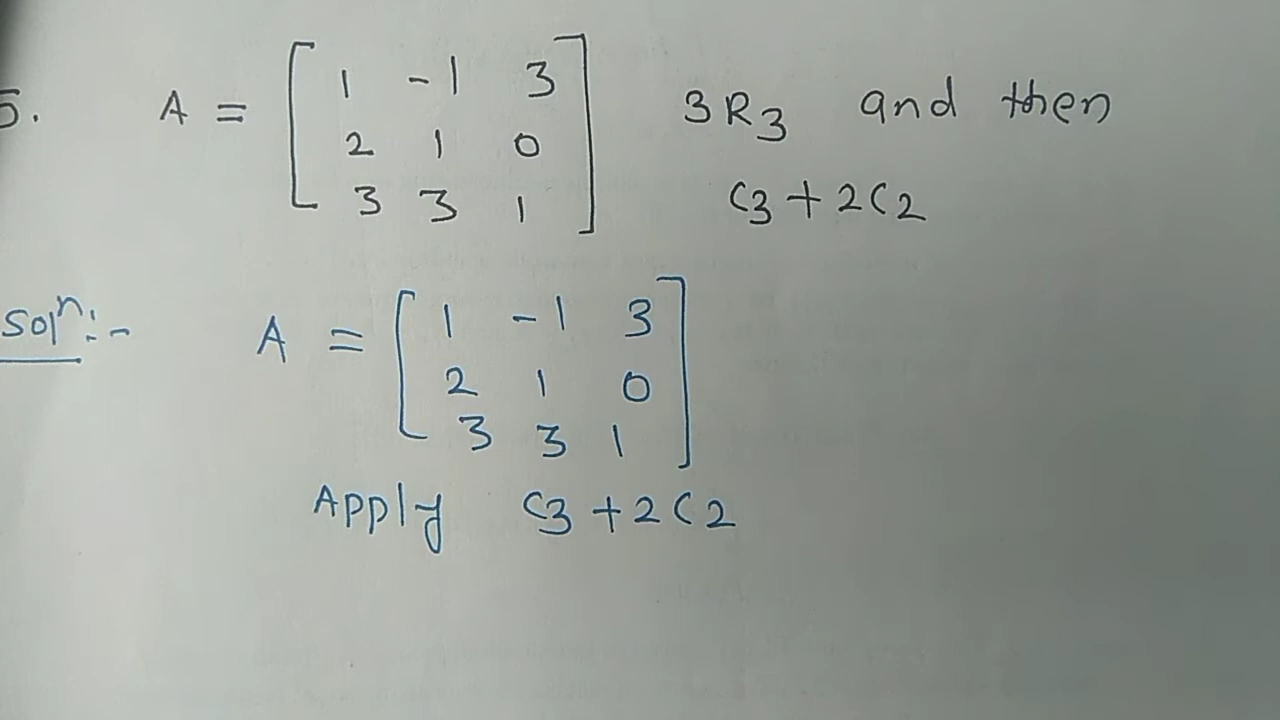 5. A = [ 1 -1 3 3R3 and then
2 1 0
3 3 1 ] C3 + 2C2
Soln:- A = [ 1 -1 3
2 1 0
3 3 1 ]
Apply C3 + 2C2